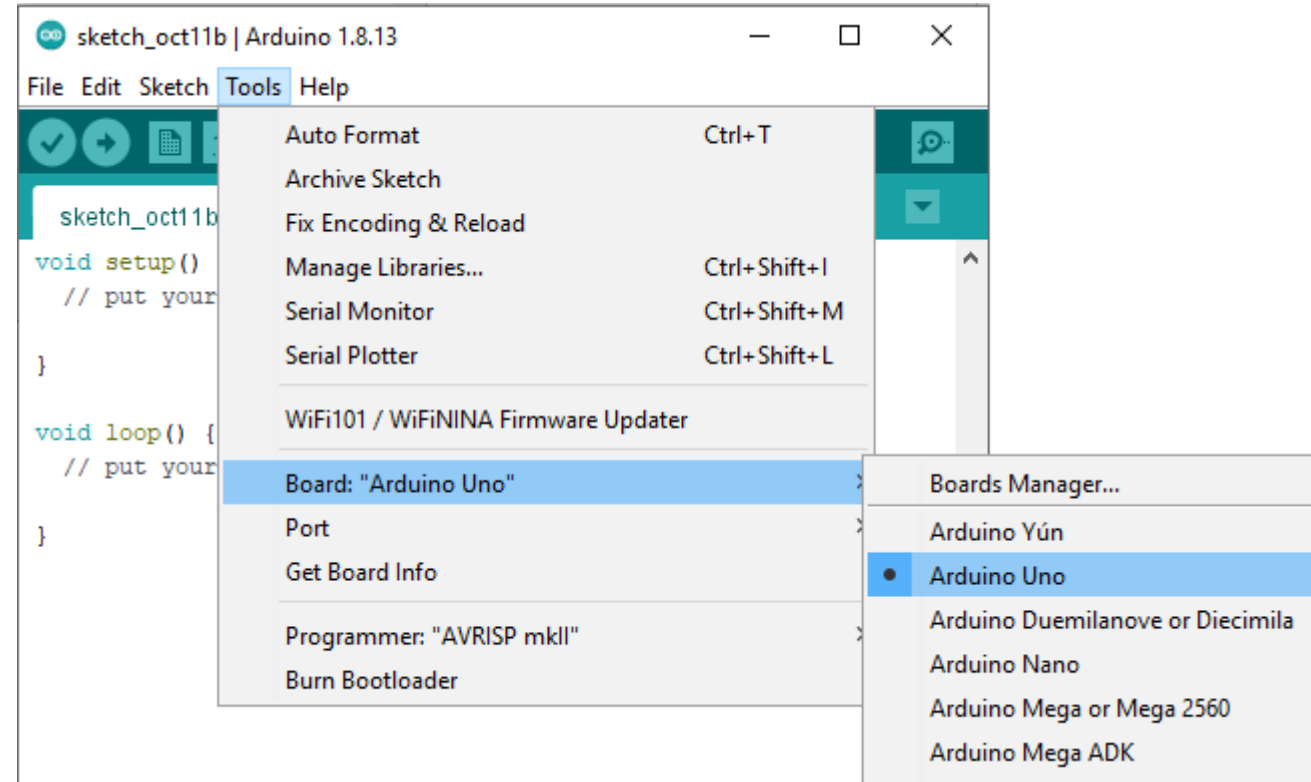 sketch_oct11b | Arduino 1.8.13
File Edit Sketch Tools Help
Auto Format Ctrl+T
Archive Sketch
sketch_oct11b
Fix Encoding & Reload
void setup()
Manage Libraries... Ctrl+Shift+I
// put your
Serial Monitor Ctrl+Shift+M
Serial Plotter Ctrl+Shift+L
}
WiFi101 / WiFiNINA Firmware Updater
void loop() {
// put your
Board: "Arduino Uno"
Boards Manager...
Port
Arduino Yún
}
Get Board Info
Arduino Uno
Arduino Duemilanove or Diecimila
Programmer: "AVRISP mkII"
Arduino Nano
Burn Bootloader
Arduino Mega or Mega 2560
Arduino Mega ADK